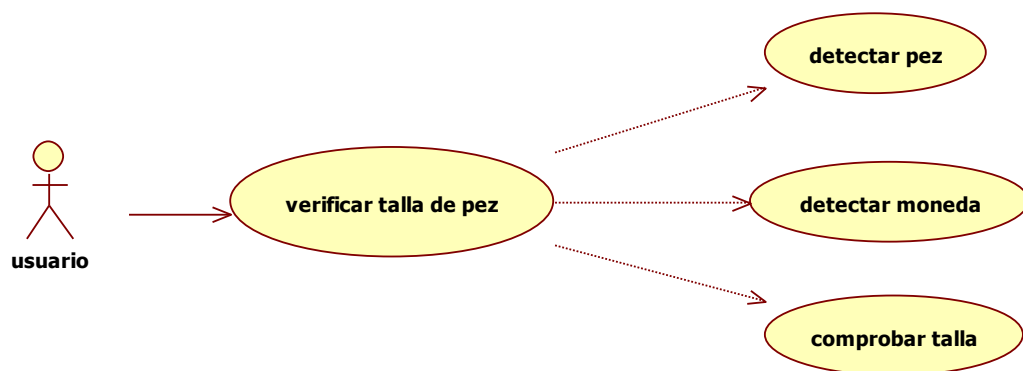 detectar pez
verificar talla de pez
detectar moneda
usuario
comprobar talla